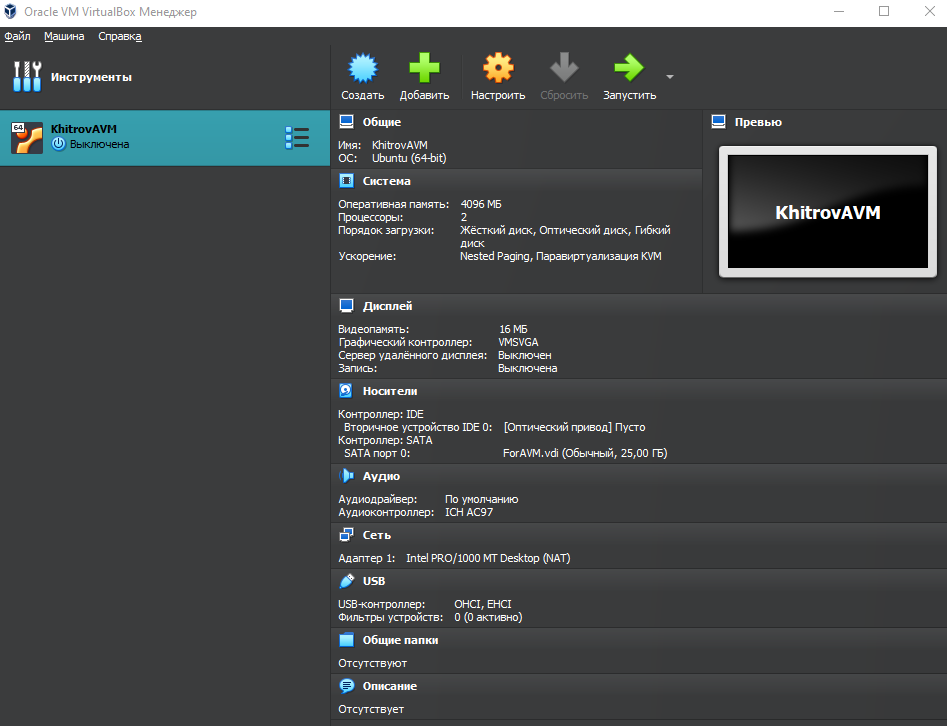 Oracle VM VirtualBox Менеджер
Файл Машина Справка
Инструменты
Создать Добавить Настроить Сбросить Запустить
64
KhitrovAVM
Выключена
Общие
Имя: KhitrovAVM
ОС: Ubuntu (64-bit)
Превью
KhitrovAVM
Система
Оперативная память: 4096 МБ
Процессоры: 2
Порядок загрузки: Жёсткий диск, Оптический диск, Гибкий
диск
Ускорение: Nested Paging, Паравиртуализация KVM
Дисплей
Видеопамять: 16 МБ
Графический контроллер: VMSVGA
Сервер удалённого дисплея: Выключен
Запись: Выключена
Носители
Контроллер: IDE
Вторичное устройство IDE 0: [Оптический привод] Пусто
Контроллер: SATA
SATA порт 0: ForAVM.vdi (Обычный, 25,00 ГБ)
Аудио
Аудиодрайвер: По умолчанию
Аудиоконтроллер: ICH AC97
Сеть
Адаптер 1: Intel PRO/1000 MT Desktop (NAT)
USB
USB-контроллер: OHCI, EHCI
Фильтры устройств: 0 (0 активно)
Общие папки
Отсутствуют
Описание
Отсутствует